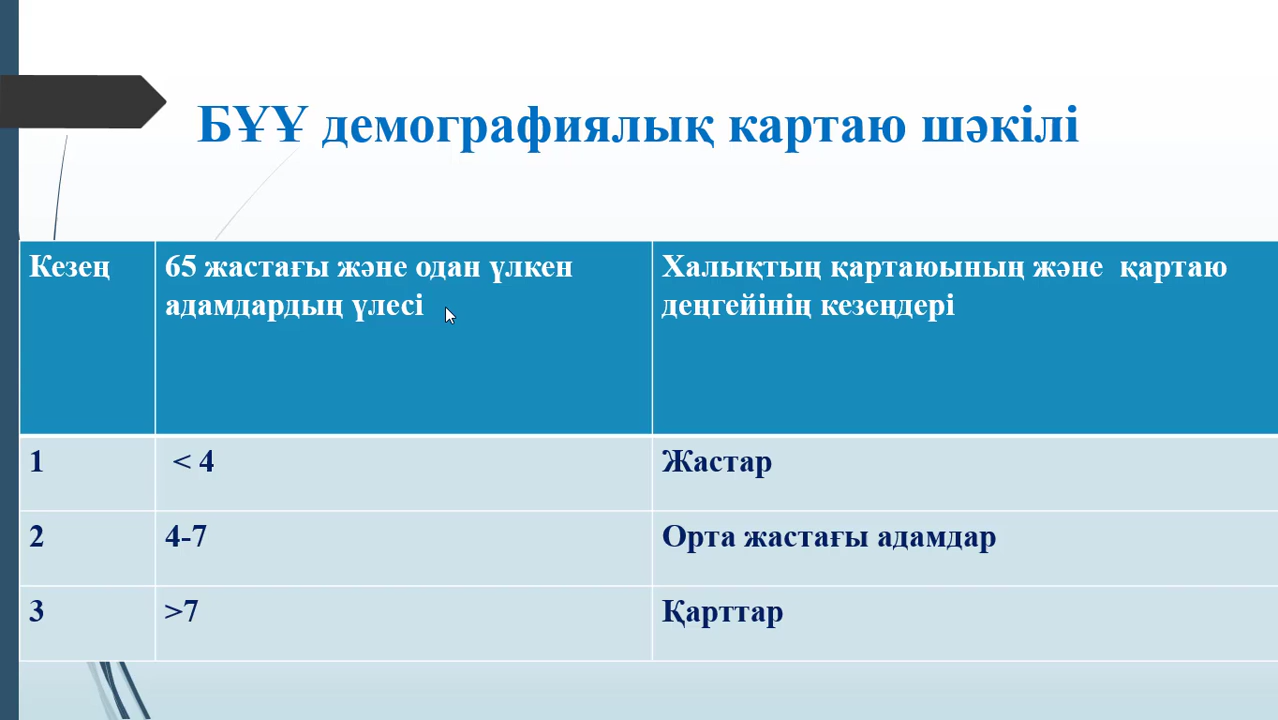 БҰҰ демографиялық картаю шәкілі
Кезең
65 жастағы және одан үлкен
адамдардың үлесі
Халықтың қартаюының және қартаю
деңгейінің кезеңдері
1
< 4
Жастар
2
4-7
Орта жастағы адамдар
3
>7
Қарттар